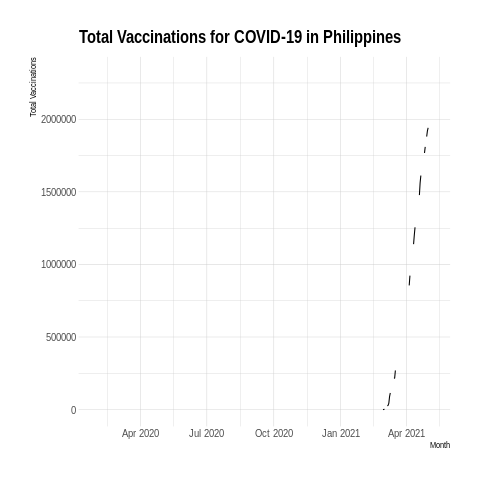 Total Vaccinations for COVID-19 in Philippines
Total Vaccinations
2000000
1500000
1000000
500000
0
Apr 2020 Jul 2020 Oct 2020 Jan 2021 Apr 2021
Month